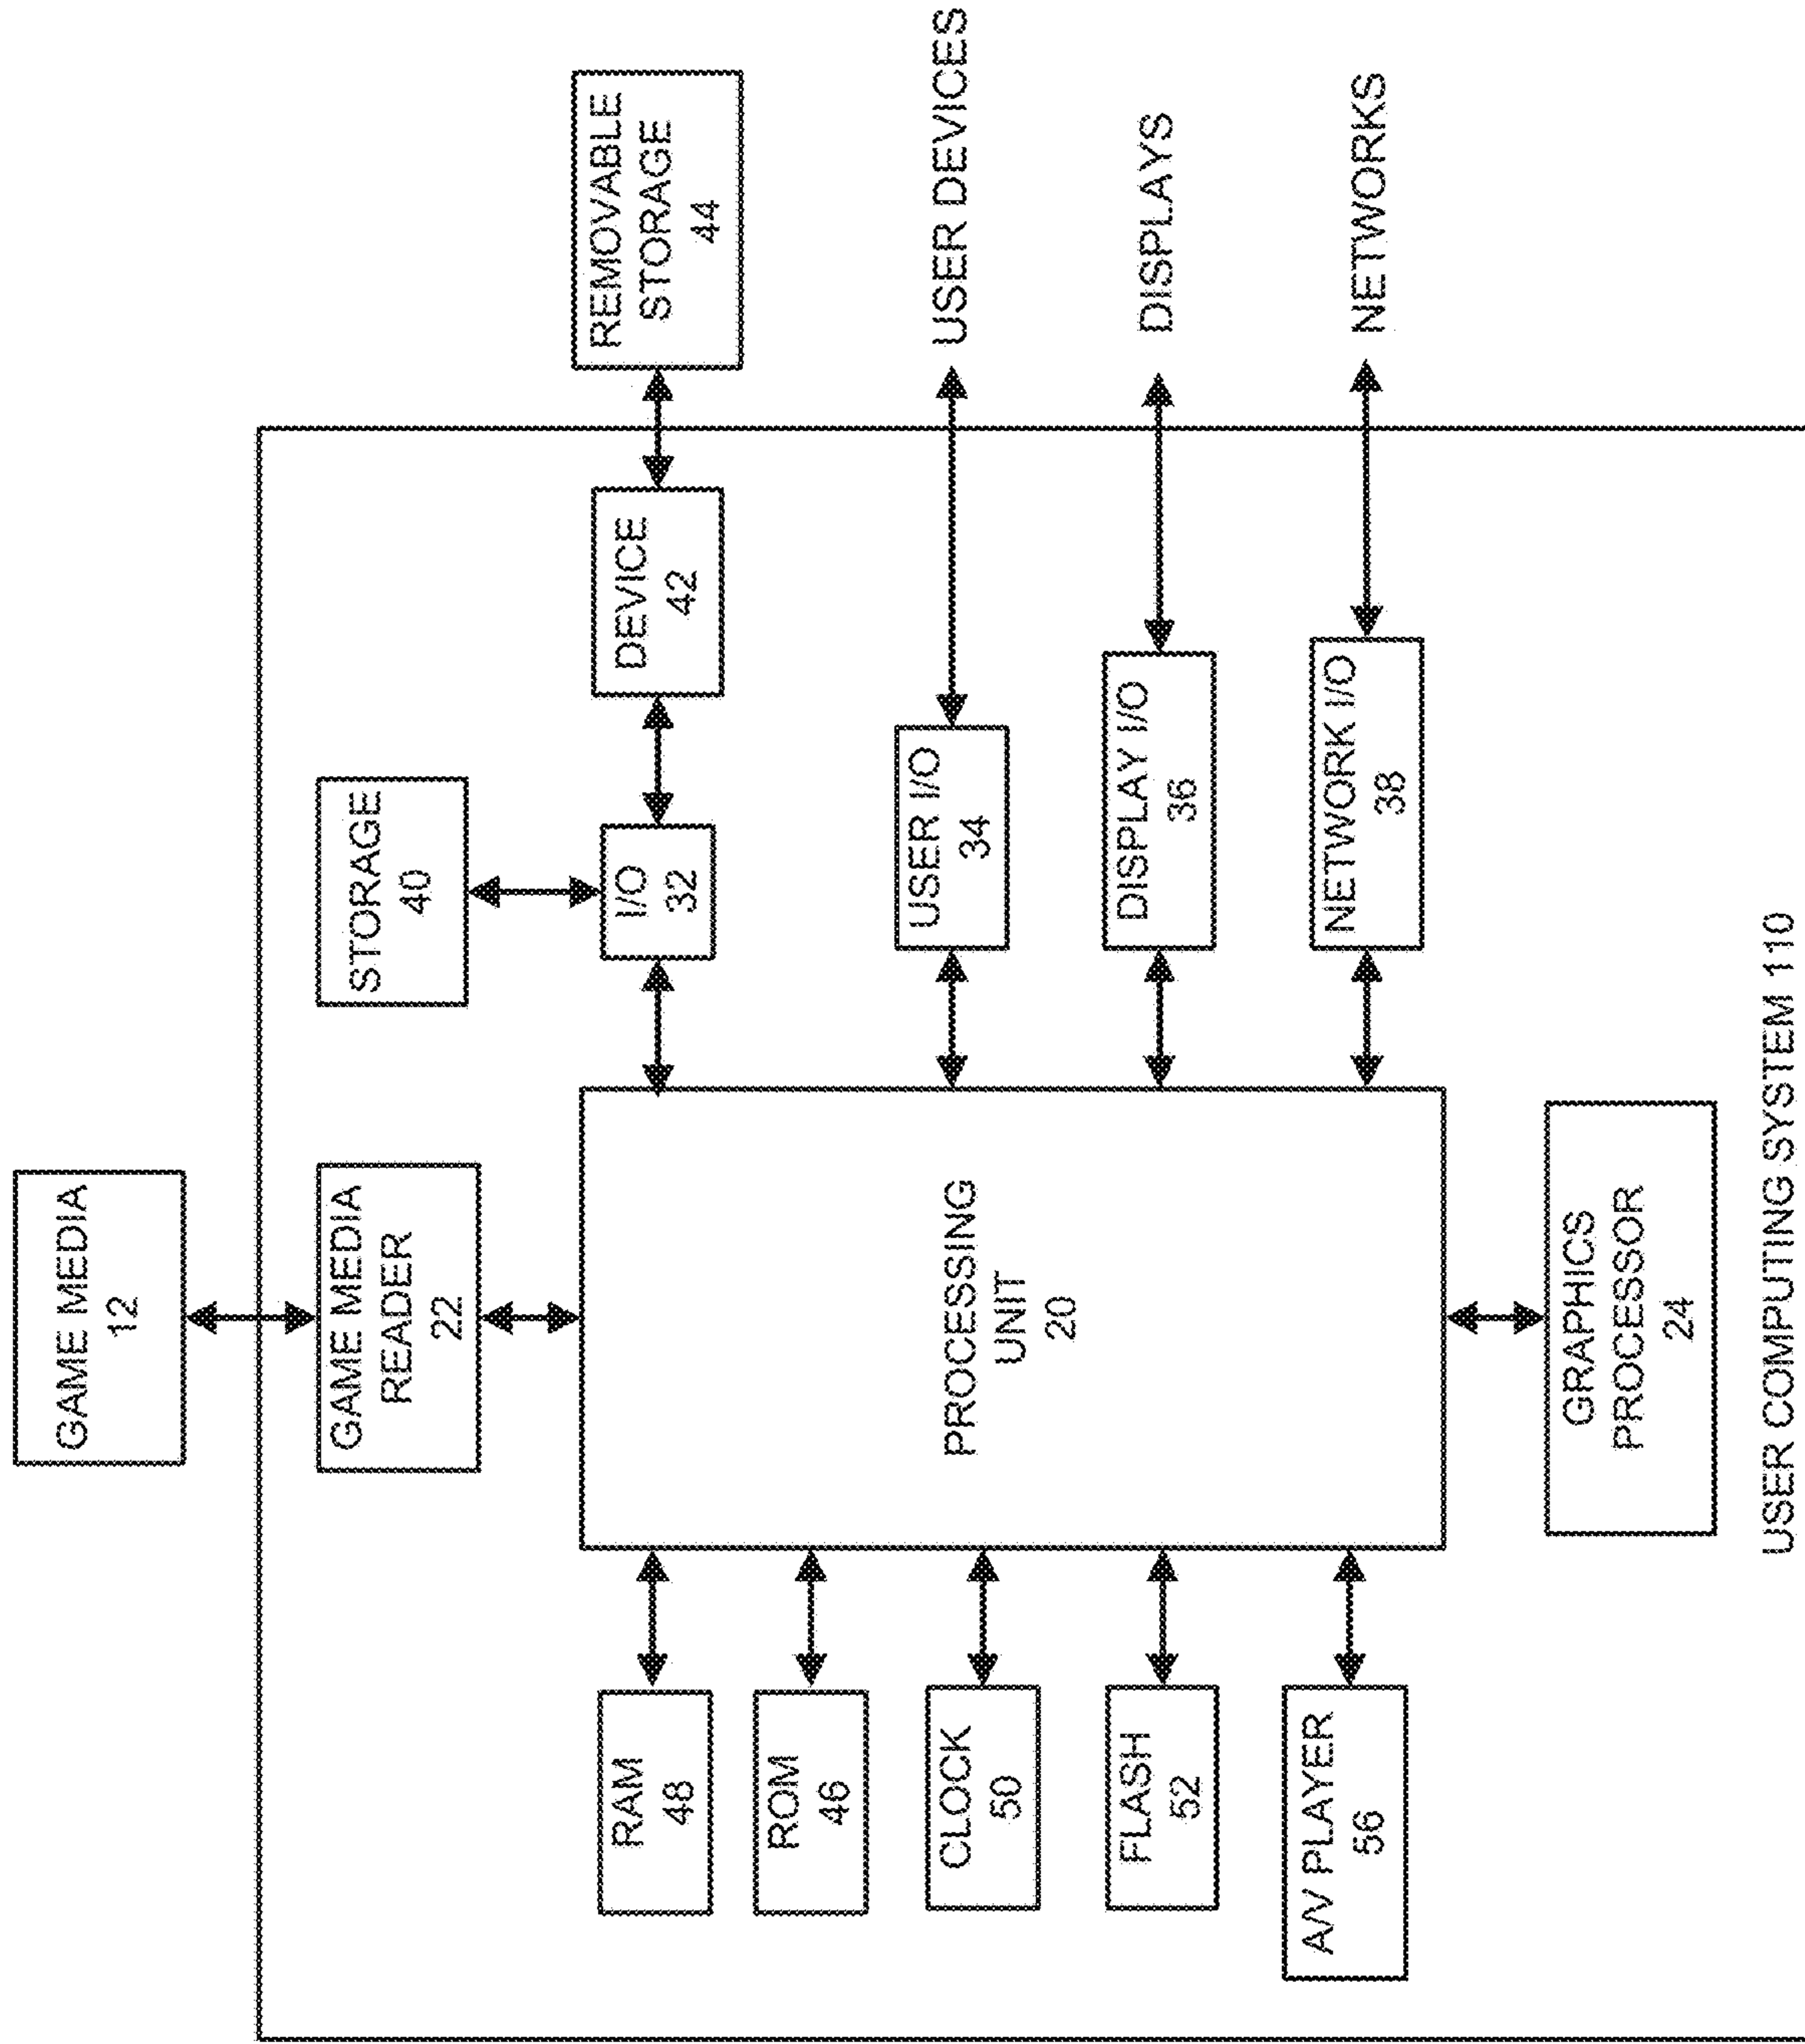 GAME MEDIA
12
GAME MEDIA
READER
22
STORAGE
40
RAM
48
ROM
46
CLOCK
50
FLASH
52
A/V PLAYER
56
PROCESSING
UNIT
20
I/O
32
DEVICE
42
REMOVABLE
STORAGE
44
USER I/O
34
USER DEVICES
DISPLAY I/O
36
DISPLAYS
NETWORK I/O
38
NETWORKS
GRAPHICS
PROCESSOR
24
USER COMPUTING SYSTEM 110